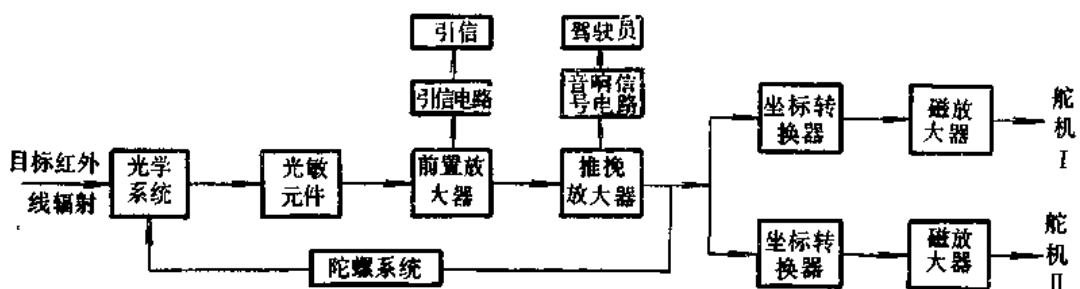 引信
驾驶员
引信电路
音响信
号电路
目标红外
线辐射
光学
系统
光敏
元件
前置放
大器
推挽
放大器
坐标转
换器
磁放
大器
舵
机
I
陀螺系统
坐标转
换器
磁放
大器
舵
机
II